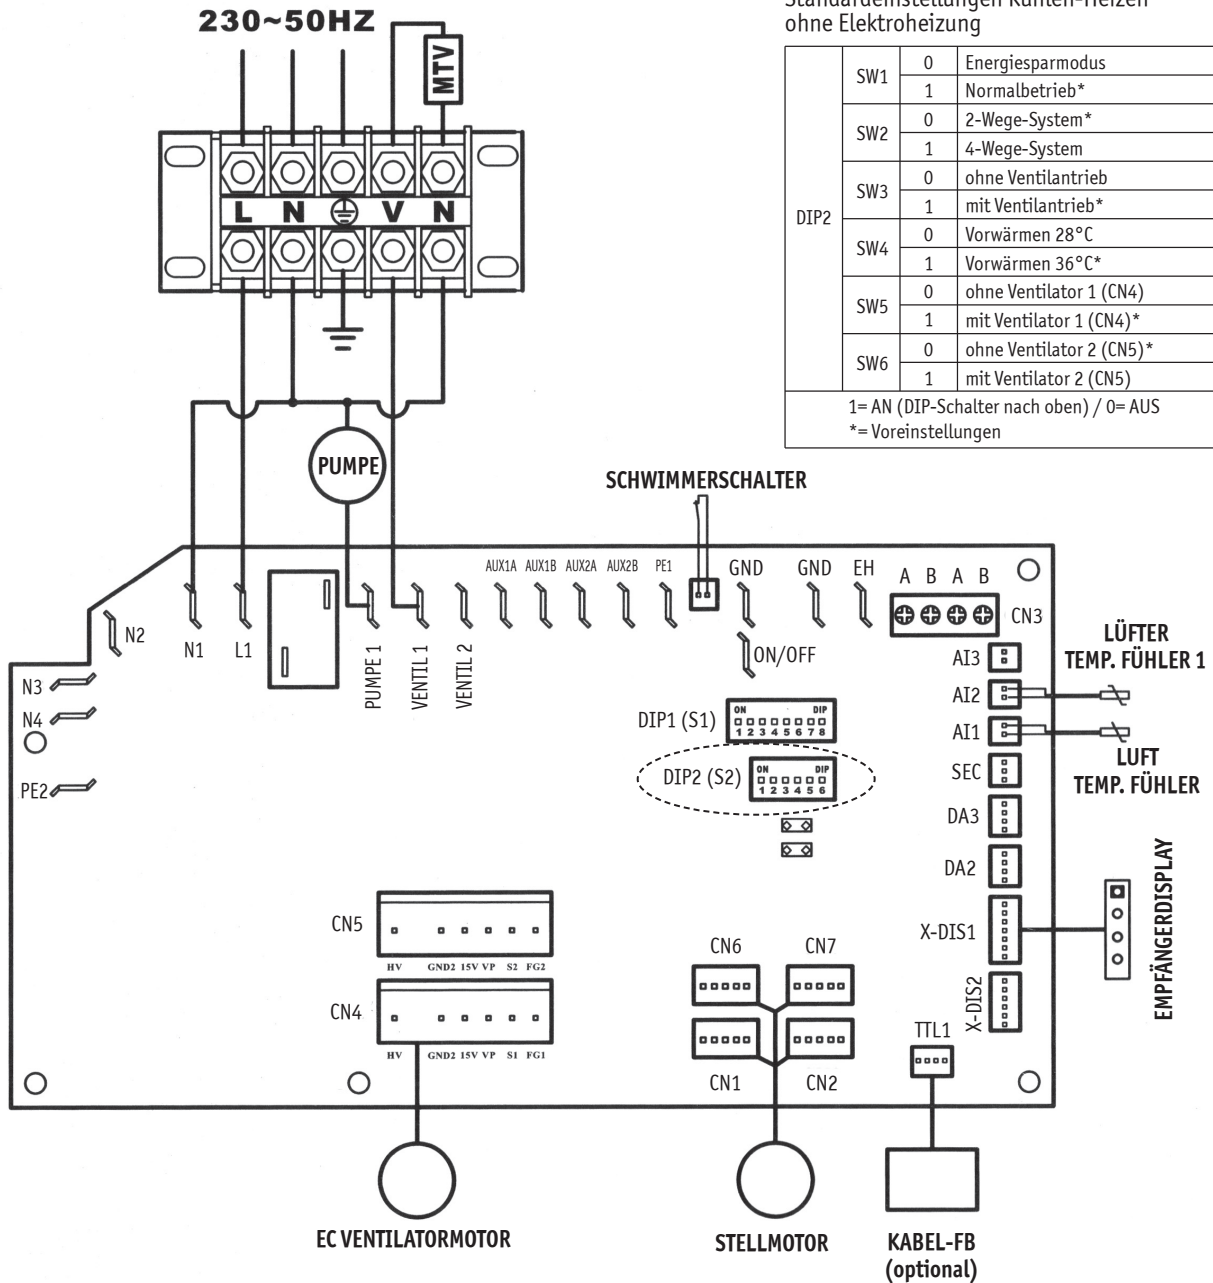 Standardeinstellungen Kühlen-Heizen
ohne Elektroheizung
230~50HZ
MTV
L N V N
DIP2
SW1 0 Energiesparmodus
1 Normalbetrieb*
SW2 0 2-Wege-System*
1 4-Wege-System
SW3 0 ohne Ventilantrieb
1 mit Ventilantrieb*
SW4 0 Vorwärmen 28°C
1 Vorwärmen 36°C*
SW5 0 ohne Ventilator 1 (CN4)
1 mit Ventilator 1 (CN4)*
SW6 0 ohne Ventilator 2 (CN5)*
1 mit Ventilator 2 (CN5)
1= AN (DIP-Schalter nach oben) / 0= AUS
*= Voreinstellungen
PUMPE
SCHWIMMERSCHALTER
AUX1A AUX1B AUX2A AUX2B PE1 GND GND EH
A B A B
CN3
N2 N1 L1 PUMPE 1 VENTIL 1 VENTIL 2
ON/OFF
N3
N4
PE2
AI3
LÜFTER
TEMP. FÜHLER 1
AI2
AI1
LUFT
TEMP. FÜHLER
DIP1 (S1)
ON DIP
1 2 3 4 5 6 7 8
DIP2 (S2)
ON DIP
1 2 3 4 5 6
SEC
DA3
DA2
X-DIS1
X-DIS2
EMPFÄNGERDISPLAY
CN5
HV GND2 15V VP S2 FG2
CN4
HV GND2 15V VP S1 FG1
CN6 CN7
CN1 CN2
TTL1
EC VENTILATORMOTOR
STELLMOTOR
KABEL-FB
(optional)